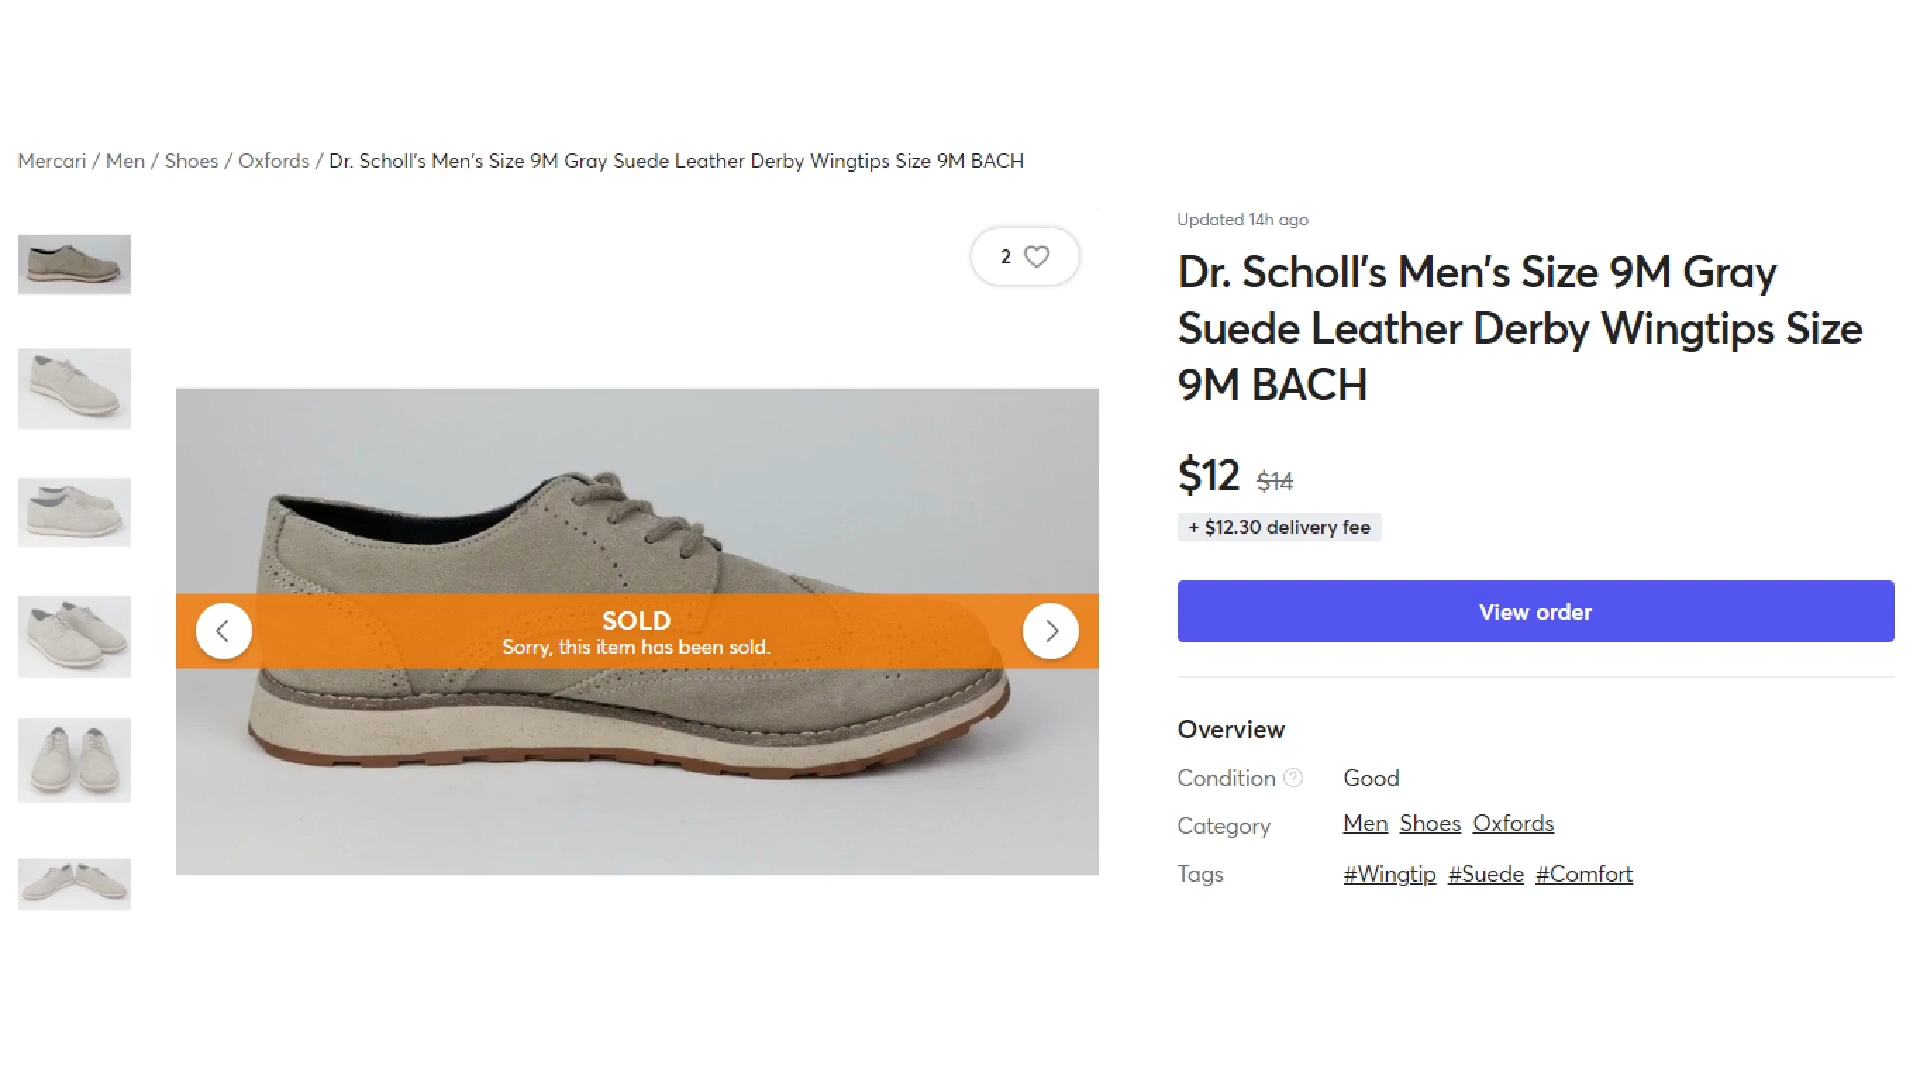 Mercari / Men / Shoes / Oxfords / Dr. Scholl's Men's Size 9M Gray Suede Leather Derby Wingtips Size 9M BACH
2
SOLD
Sorry, this item has been sold.
Updated 14h ago
Dr. Scholl's Men's Size 9M Gray
Suede Leather Derby Wingtips Size
9M BACH
$12 $14
+ $12.30 delivery fee
View order
Overview
Condition ? Good
Category Men Shoes Oxfords
Tags #Wingtip #Suede #Comfort